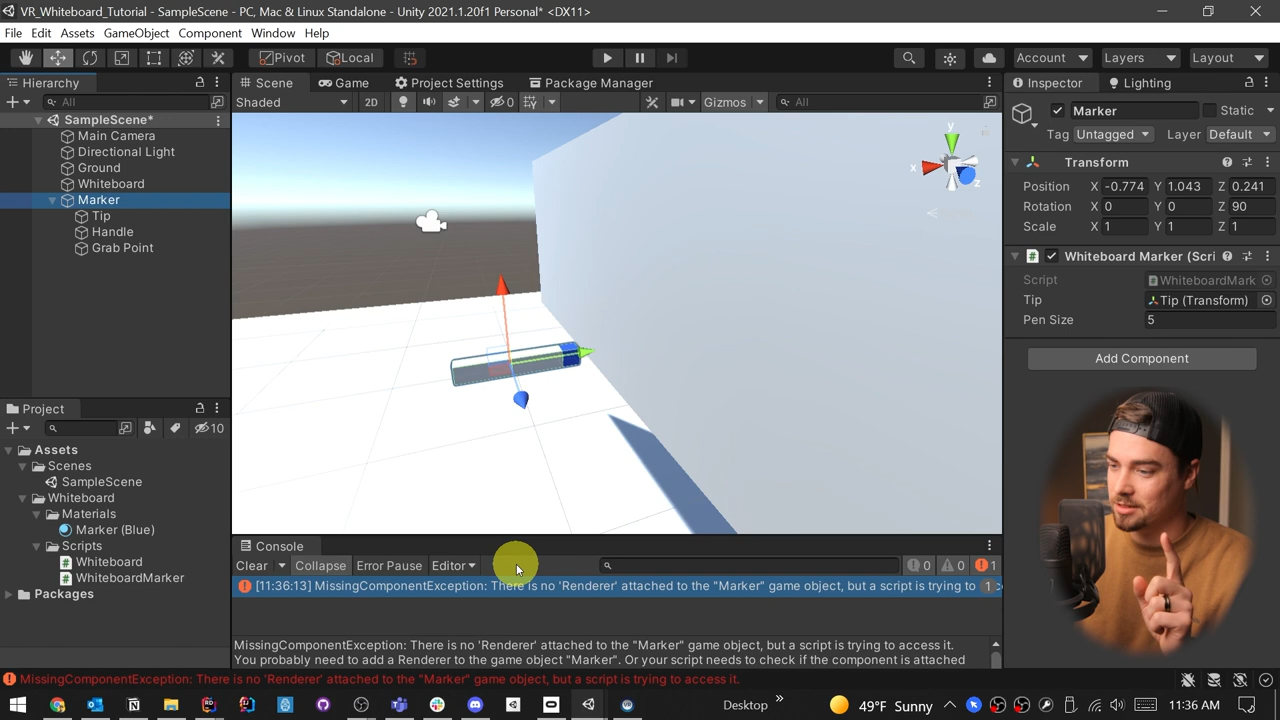 VR_Whiteboard_Tutorial - SampleScene - PC, Mac & Linux Standalone - Unity 2021.1.20f1 Personal* <DX11>
File Edit Assets GameObject Component Window Help
Pivot Local Account Layers Layout
Hierarchy
All
SampleScene*
Main Camera
Directional Light
Ground
Whiteboard
Marker
Tip
Handle
Grab Point
Scene Game Project Settings Package Manager
Shaded 2D 0 Gizmos All
y
x
z
Inspector Lighting
Marker Static
Tag Untagged Layer Default
Transform
Position X -0.774 Y 1.043 Z 0.241
Rotation X 0 Y 0 Z 90
Scale X 1 Y 1 Z 1
Whiteboard Marker (Scri
Script WhiteboardMark
Tip Tip (Transform)
Pen Size 5
Add Component
Project
10
Assets
Scenes
SampleScene
Whiteboard
Materials
Marker (Blue)
Scripts
Whiteboard
WhiteboardMarker
Packages
Console
Clear Collapse Error Pause Editor 0 0 1
[11:36:13] MissingComponentException: There is no 'Renderer' attached to the "Marker" game object, but a script is trying to 1
MissingComponentException: There is no 'Renderer' attached to the "Marker" game object, but a script is trying to access it.
You probably need to add a Renderer to the game object "Marker". Or your script needs to check if the component is attached
MissingComponentException: There is no 'Renderer' attached to the "Marker" game object, but a script is trying to access it.
Desktop 49°F Sunny 11:36 AM